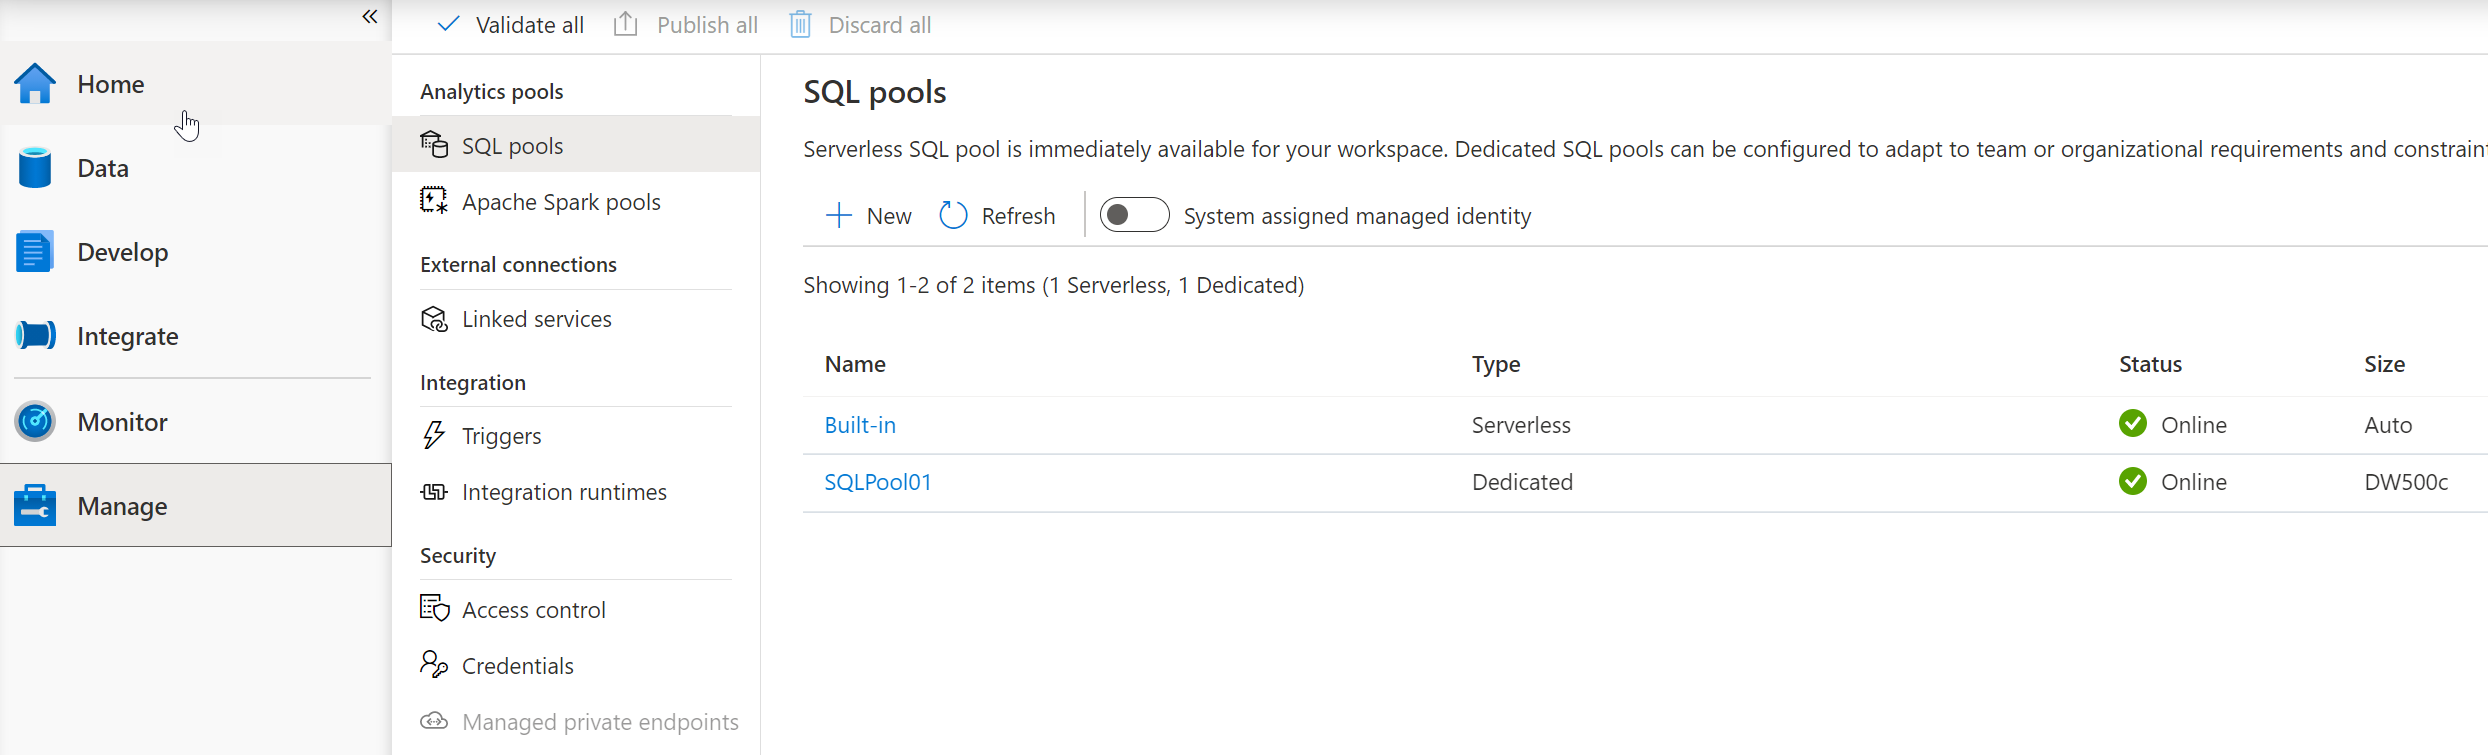 «
Validate all
Publish all
Discard all
Home
Data
Develop
Integrate
Monitor
Manage
Analytics pools
SQL pools
Apache Spark pools
External connections
Linked services
Integration
Triggers
Integration runtimes
Security
Access control
Credentials
Managed private endpoints
SQL pools
Serverless SQL pool is immediately available for your workspace. Dedicated SQL pools can be configured to adapt to team or organizational requirements and
New
Refresh
System assigned managed identity
Showing 1-2 of 2 items (1 Serverless, 1 Dedicated)
Name Type Status Size
Built-in Serverless Online Auto
SQLPool01 Dedicated Online DW500c